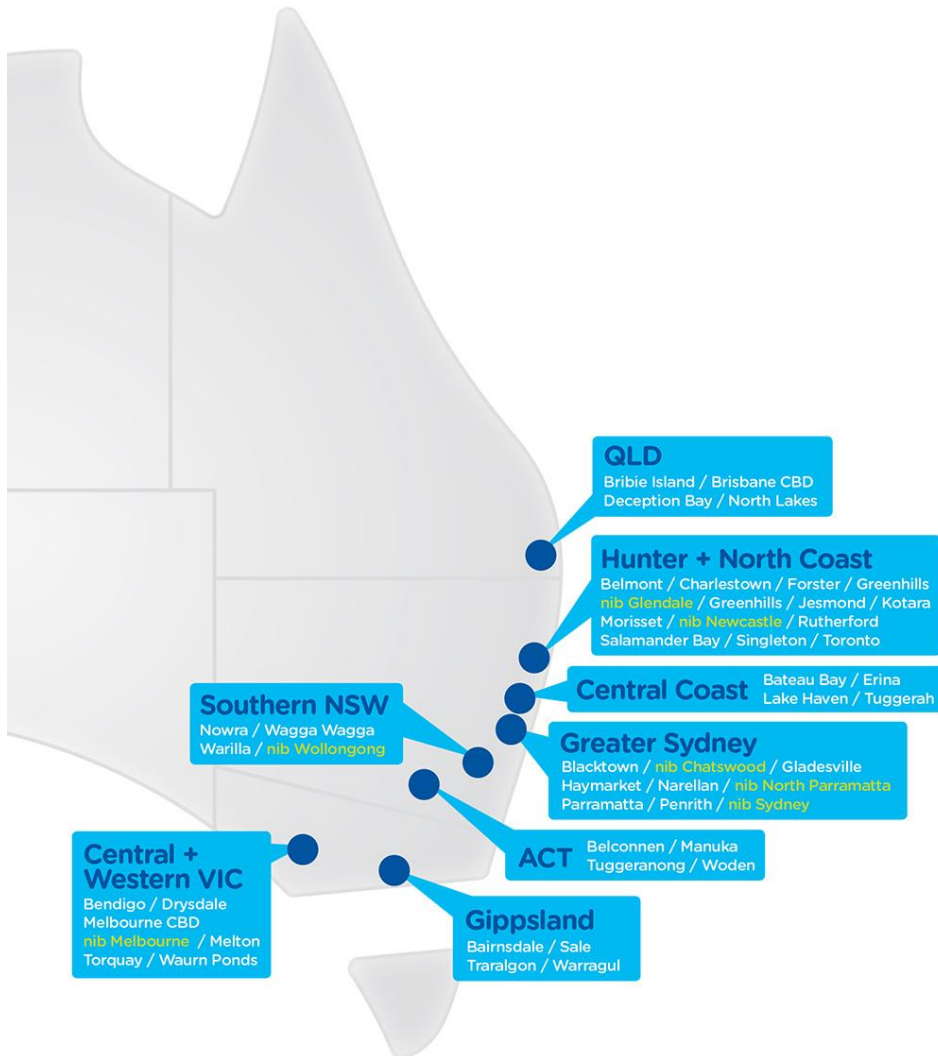 QLD
Bribie Island / Brisbane CBD
Deception Bay / North Lakes
Hunter + North Coast
Belmont / Charlestown / Forster / Greenhills
nib Glendale / Greenhills / Jesmond / Kotara
Morisset / nib Newcastle / Rutherford
Salamander Bay / Singleton / Toronto
Central Coast
Bateau Bay / Erina
Lake Haven / Tuggerah
Southern NSW
Nowra / Wagga Wagga
Warilla / nib Wollongong
Greater Sydney
Blacktown / nib Chatswood / Gladesville
Haymarket / Narellan / nib North Parramatta
Parramatta / Penrith / nib Sydney
ACT
Belconnen / Manuka
Tuggeranong / Woden
Central +
Western VIC
Bendigo / Drysdale
Melbourne CBD
nib Melbourne / Melton
Torquay / Waurn Ponds
Gippsland
Bairnsdale / Sale
Traralgon / Warragul